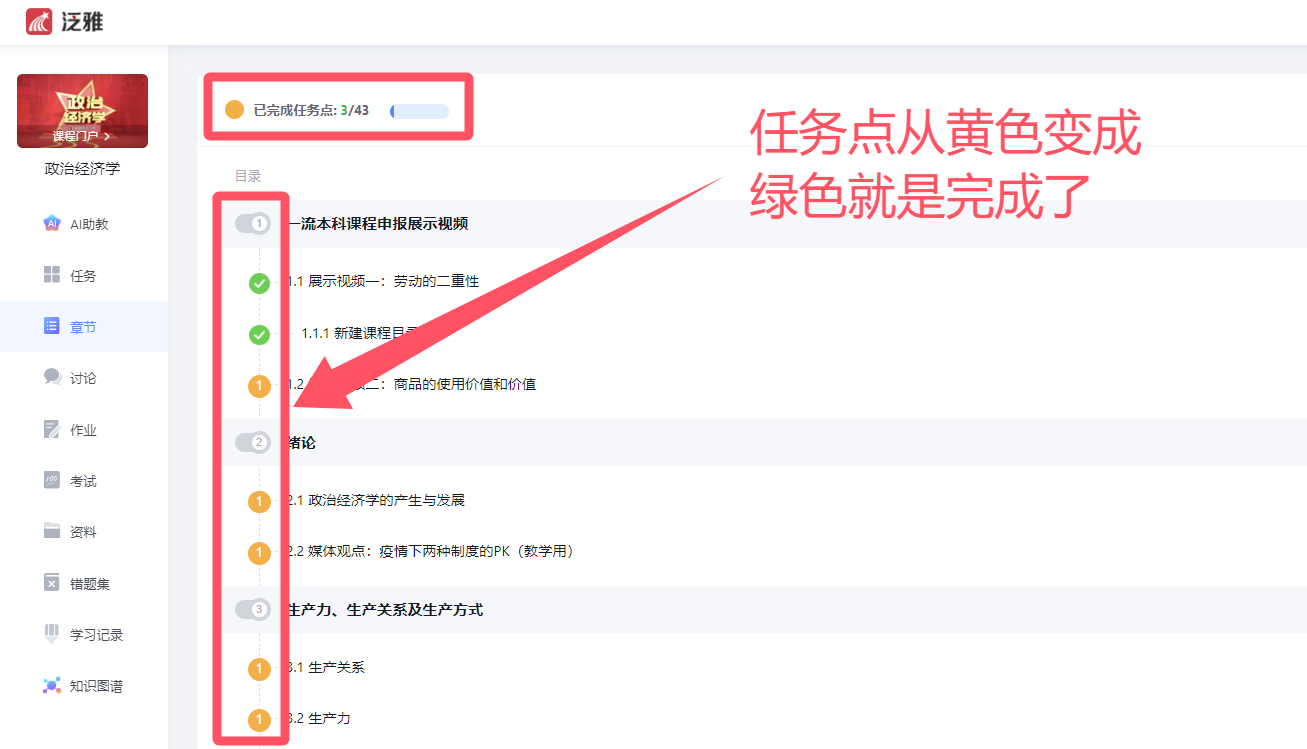 泛雅
政治
经济学
课程门户 >
政治经济学
AI助教
任务
章节
讨论
作业
考试
资料
错题集
学习记录
知识图谱
已完成任务点: 3/43
任务点从黄色变成
绿色就是完成了
目录
1 一流本科课程申报展示视频
1.1 展示视频一：劳动的二重性
1.1.1 新建课程目录
1 1.2 二：商品的使用价值和价值
2 绪论
1 2.1 政治经济学的产生与发展
1 2.2 媒体观点：疫情下两种制度的PK（教学用）
3 生产力、生产关系及生产方式
1 3.1 生产关系
1 3.2 生产力